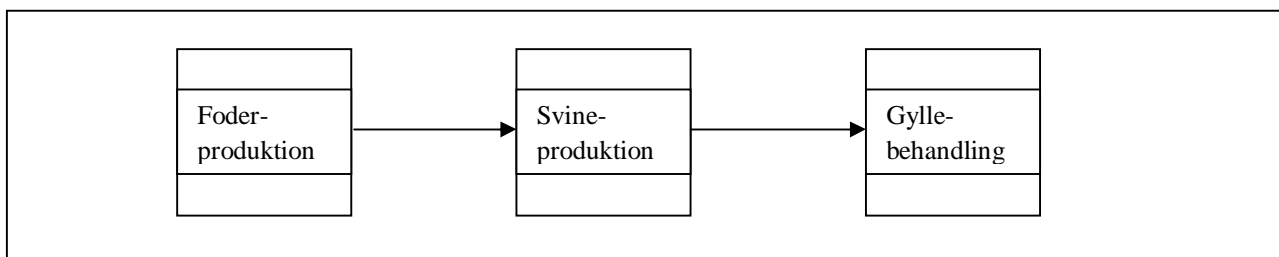 Foder-
produktion
Svine-
produktion
Gylle-
behandling